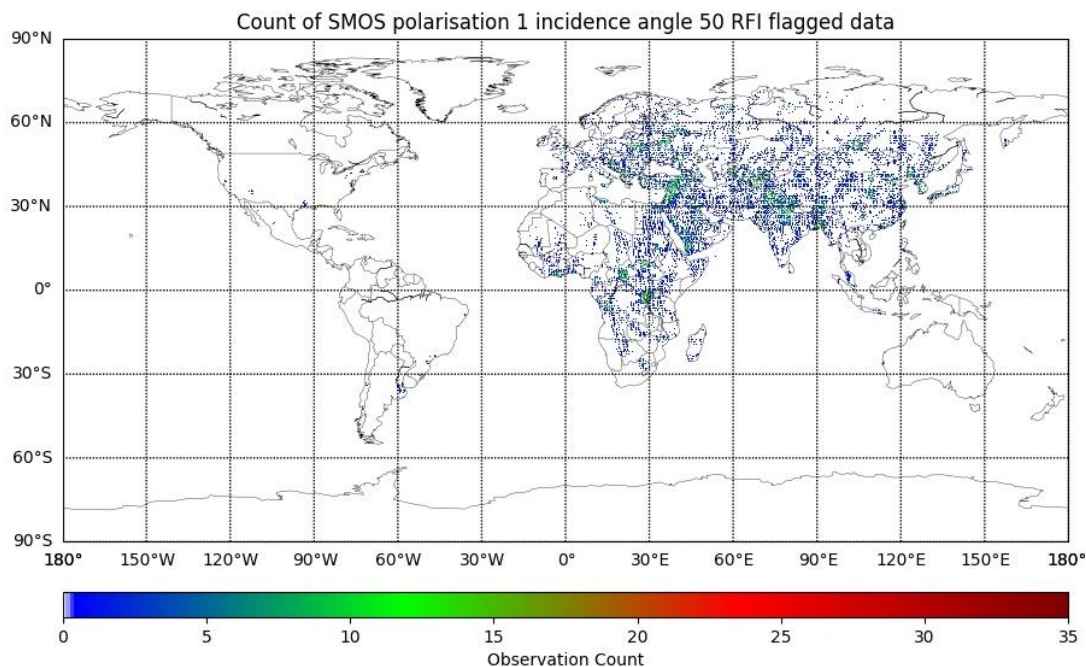 Count of SMOS polarisation 1 incidence angle 50 RFI flagged data
90°N
60°N
30°N
0°
30°S
60°S
90°S
180° 150°W 120°W 90°W 60°W 30°W 0° 30°E 60°E 90°E 120°E 150°E 180°
0 5 10 15 20 25 30 35
Observation Count